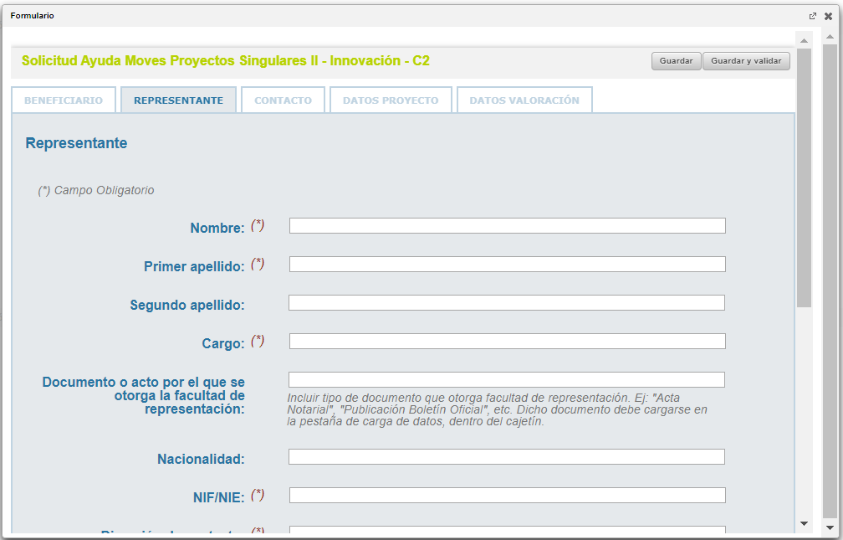 Formulario
Solicitud Ayuda Moves Proyectos Singulares II - Innovación - C2
Guardar
Guardar y validar
BENEFICIARIO
REPRESENTANTE
CONTACTO
DATOS PROYECTO
DATOS VALORACIÓN
Representante
(*) Campo Obligatorio
Nombre: (*)
Primer apellido: (*)
Segundo apellido:
Cargo: (*)
Documento o acto por el que se
otorga la facultad de
representación:
Incluir tipo de documento que otorga facultad de representación. Ej: "Acta
Notarial", "Publicación Boletín Oficial", etc. Dicho documento debe cargarse en
la pestaña de carga de datos, dentro del cajetín.
Nacionalidad:
NIF/NIE: (*)
(*)